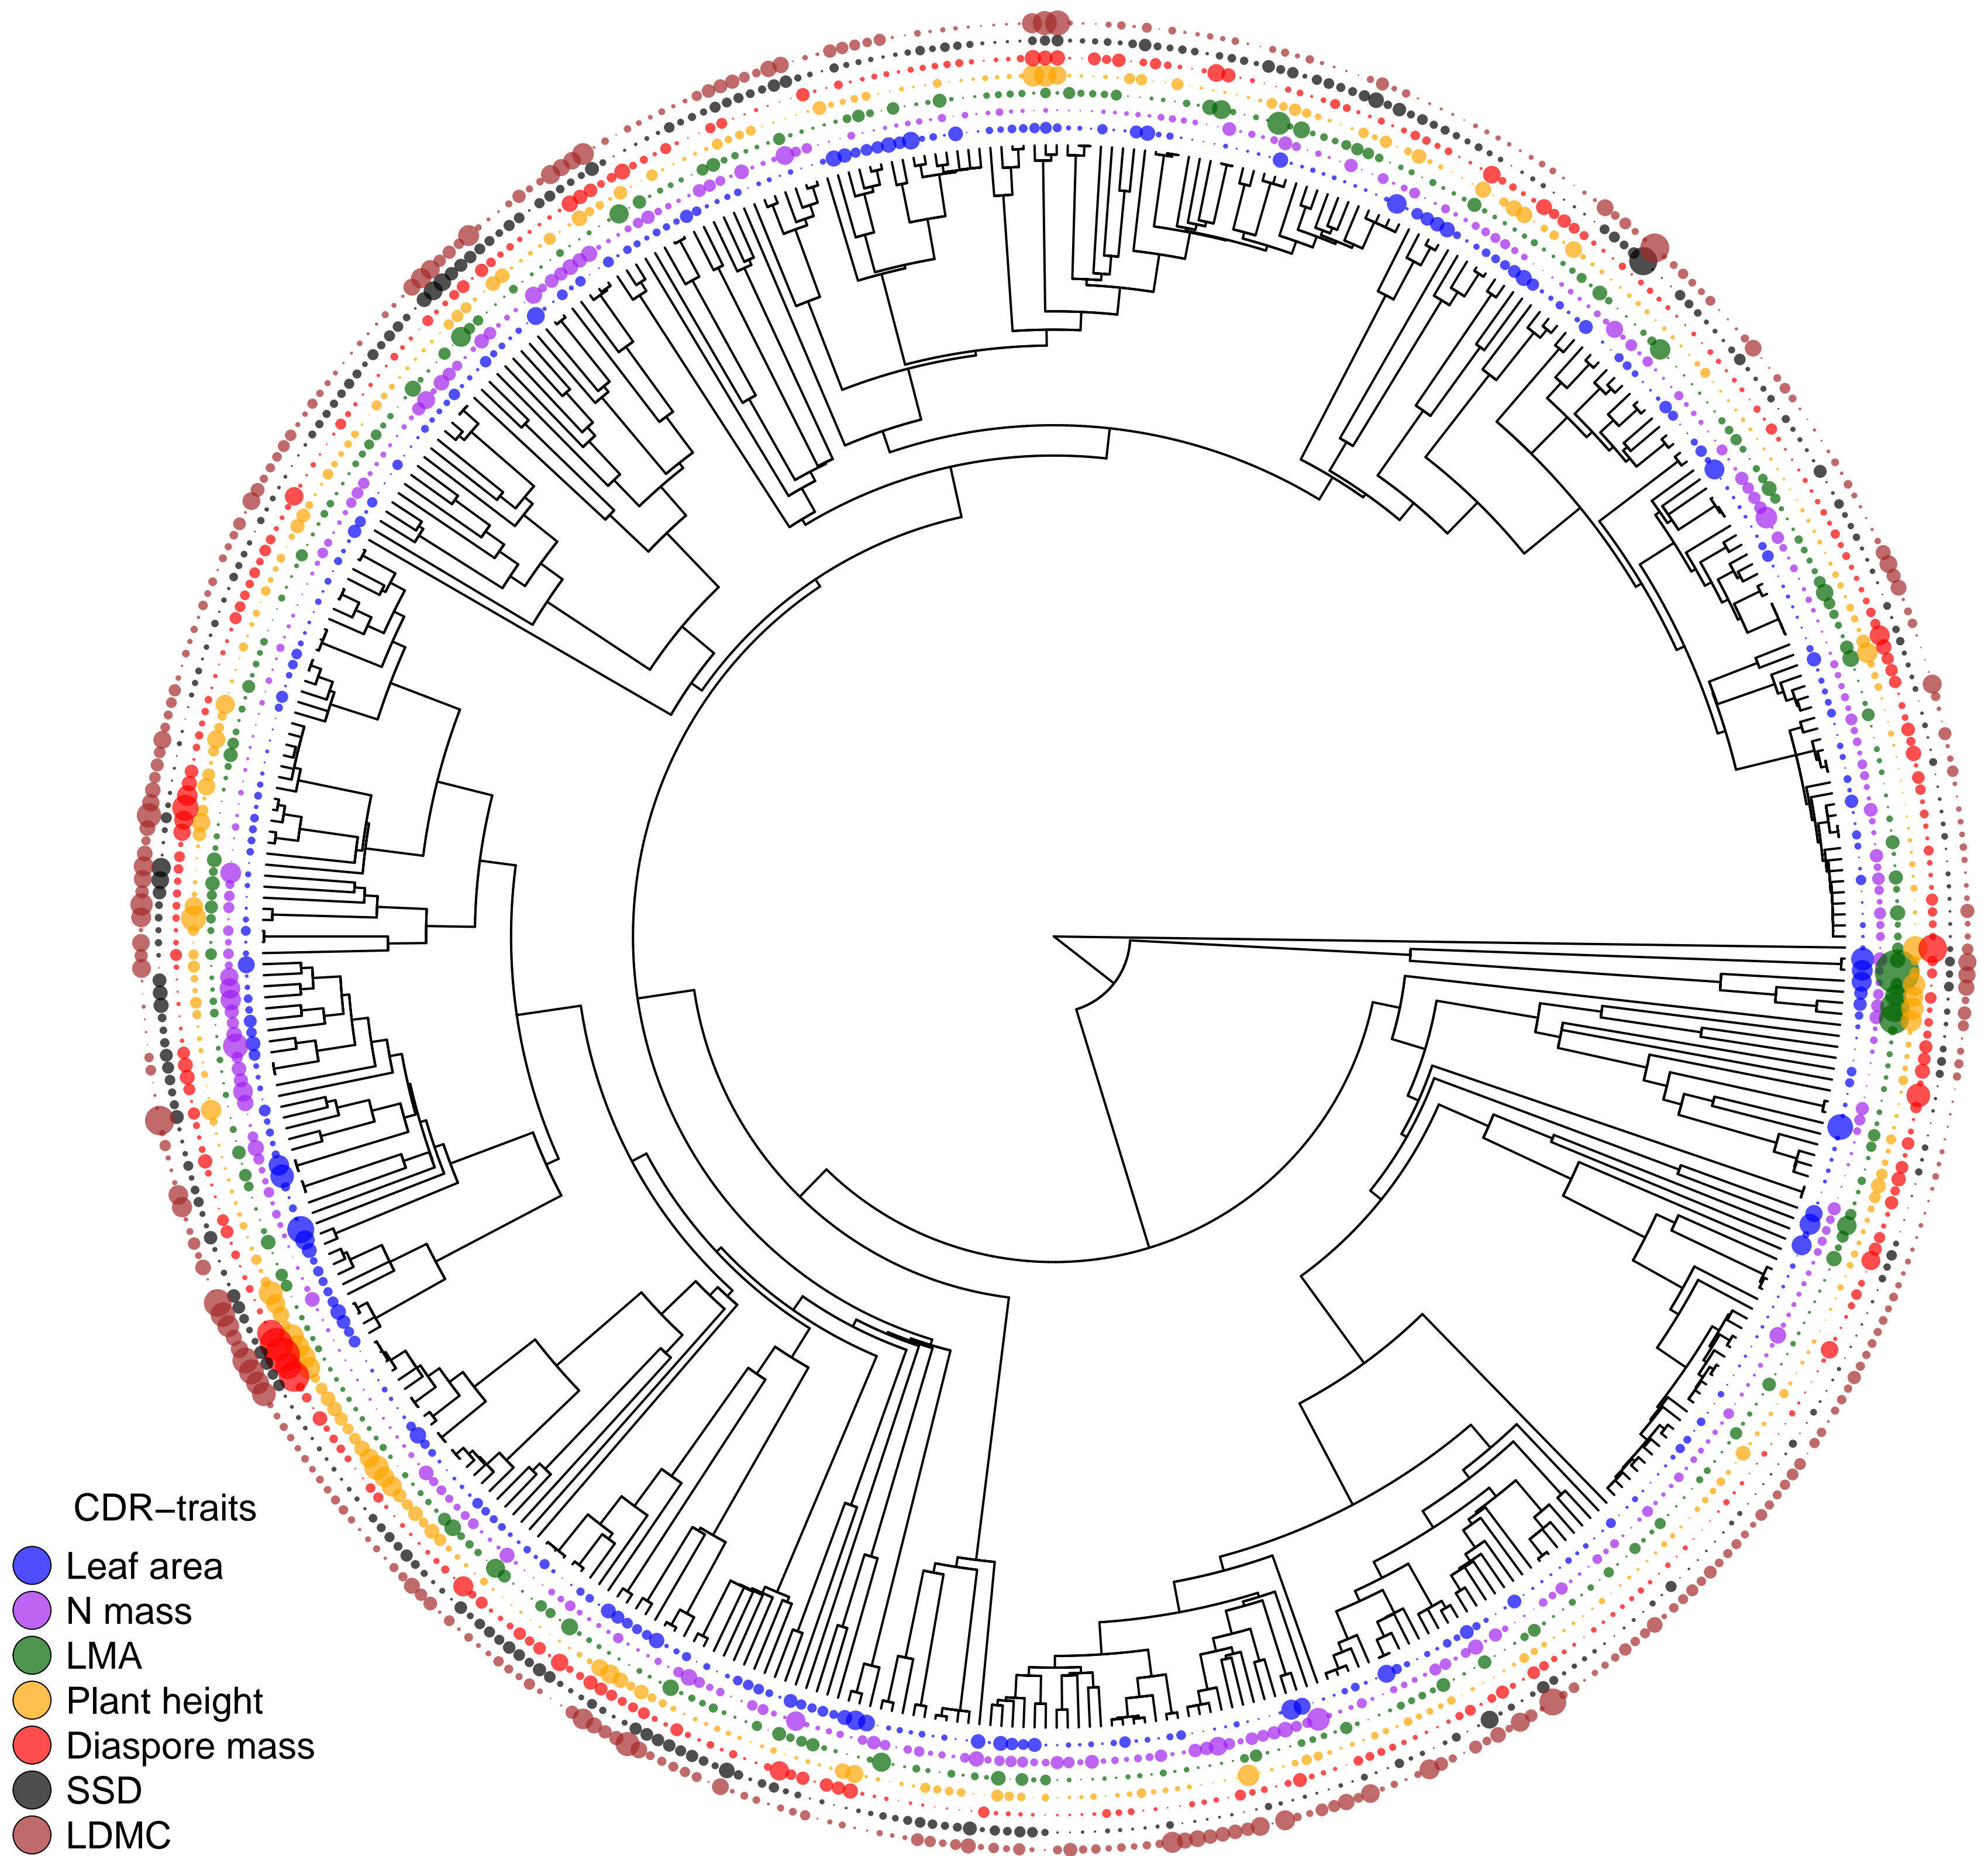 CDR−traits
Leaf area
N mass
LMA
Plant height
Diaspore mass
SSD
LDMC